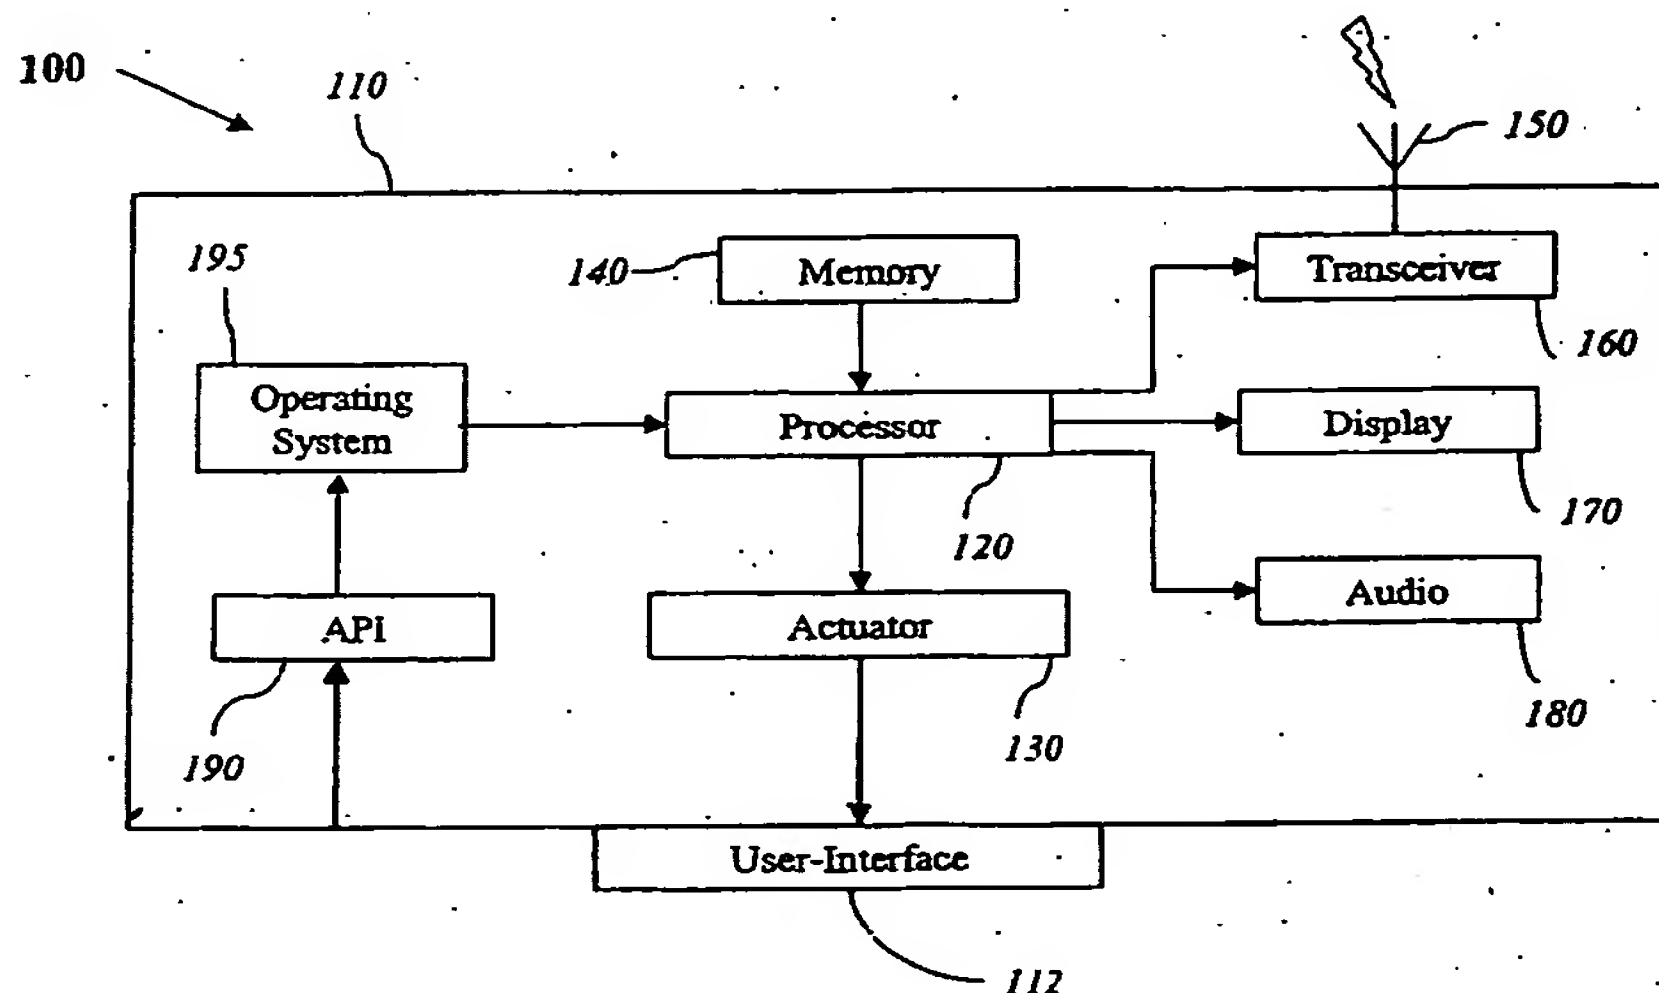 100
110
150
195
140
Memory
Transceiver
160
Operating
System
Processor
Display
170
120
API
Actuator
Audio
190
130
180
User-Interface
112